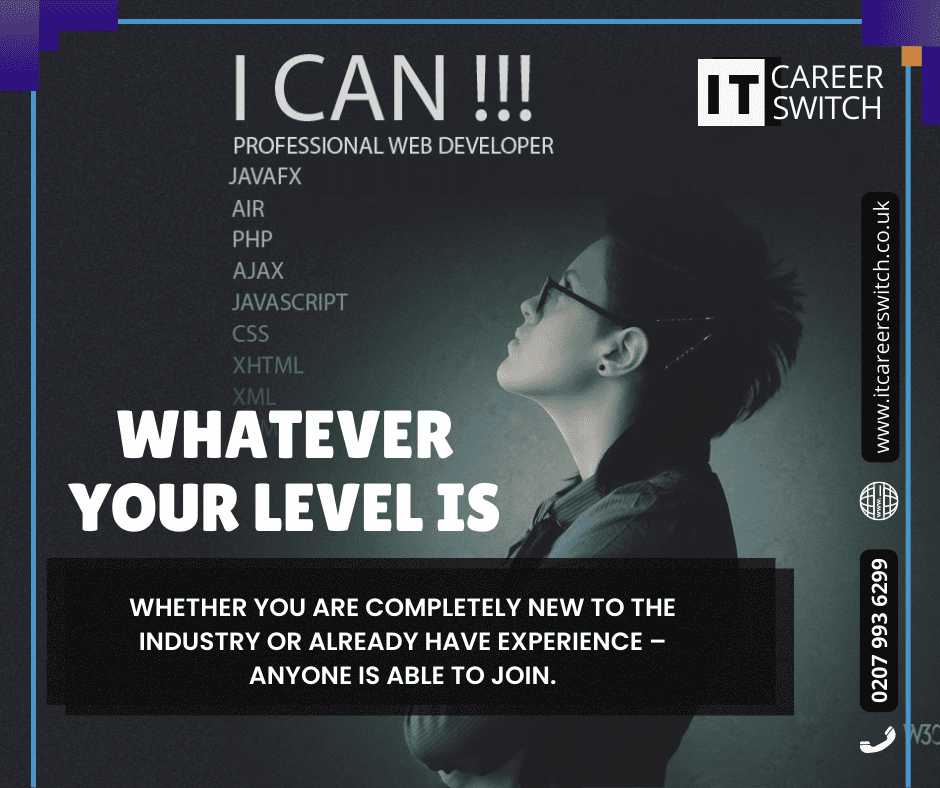 I CAN !!!
PROFESSIONAL WEB DEVELOPER
JAVAFX
AIR
PHP
AJAX
JAVASCRIPT
CSS
XHTML
XML
WHATEVER
YOUR LEVEL IS
WHETHER YOU ARE COMPLETELY NEW TO THE
INDUSTRY OR ALREADY HAVE EXPERIENCE –
ANYONE IS ABLE TO JOIN.
IT CAREER
SWITCH
www.itcareerswitch.co.uk
www.
0207 993 6299